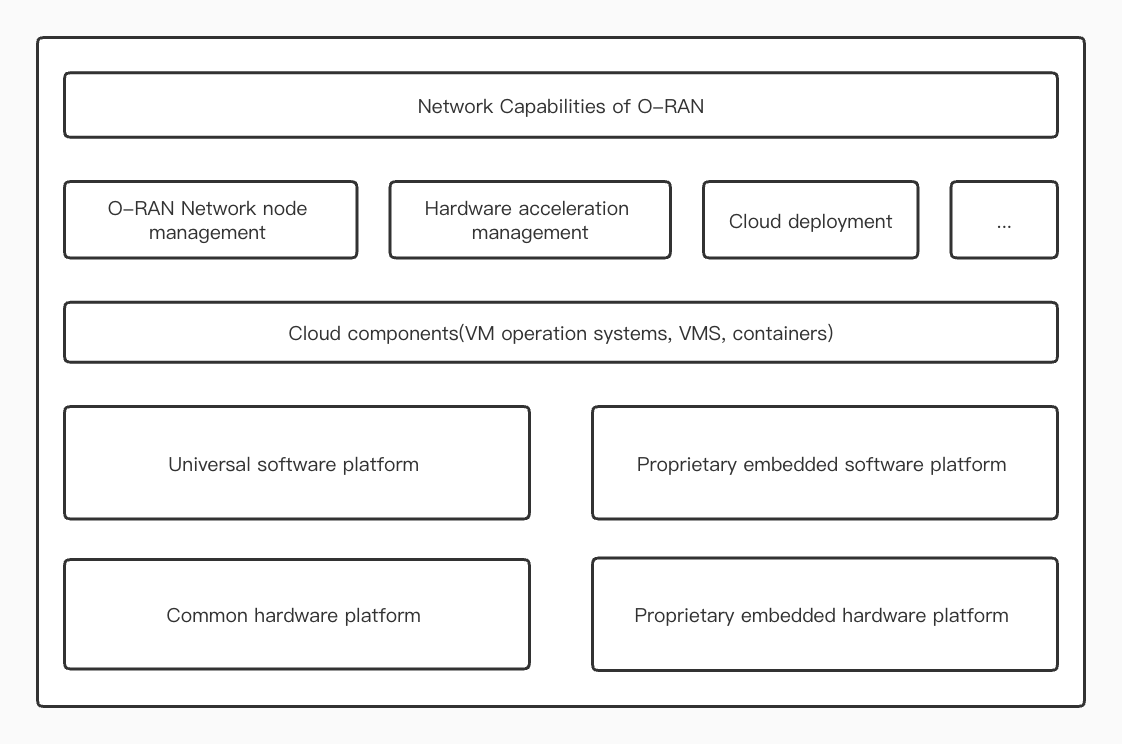 Network Capabilities of O-RAN
O-RAN Network node
management
Hardware acceleration
management
Cloud deployment
...
Cloud components(VM operation systems, VMS, containers)
Universal software platform
Proprietary embedded software platform
Common hardware platform
Proprietary embedded hardware platform